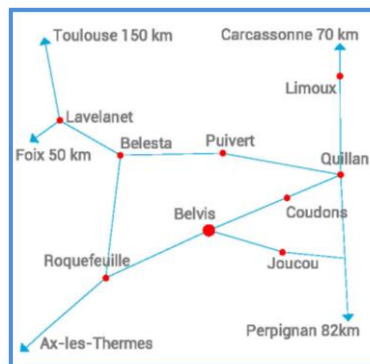 Toulouse 150 km
Carcassonne 70 km
Limoux
Lavelanet
Foix 50 km
Belesta
Puivert
Quillan
Belvis
Coudons
Roquefeuille
Joucou
Ax-les-Thermes
Perpignan 82km